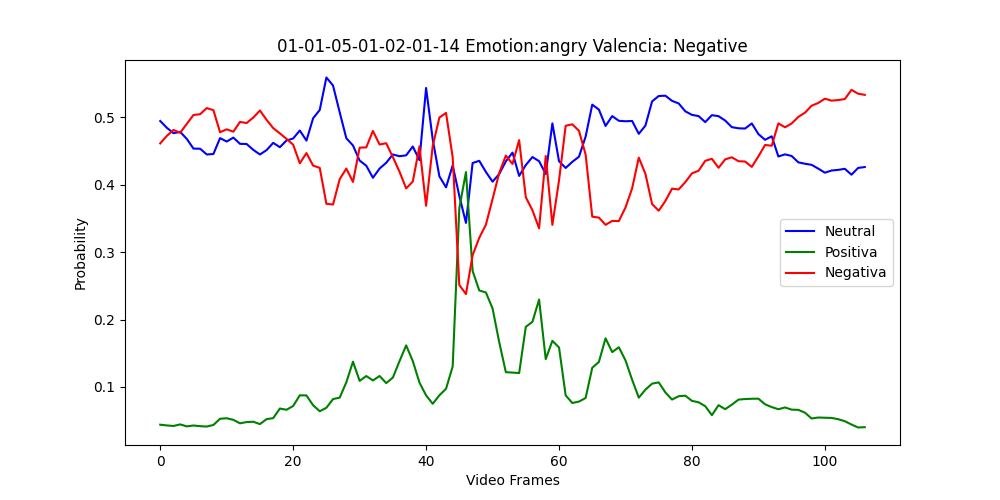 01-01-05-01-02-01-14 Emotion:angry Valencia: Negative
Probability
0.5
0.4
0.3
0.2
0.1
Neutral
Positiva
Negativa
0 20 40 60 80 100
Video Frames